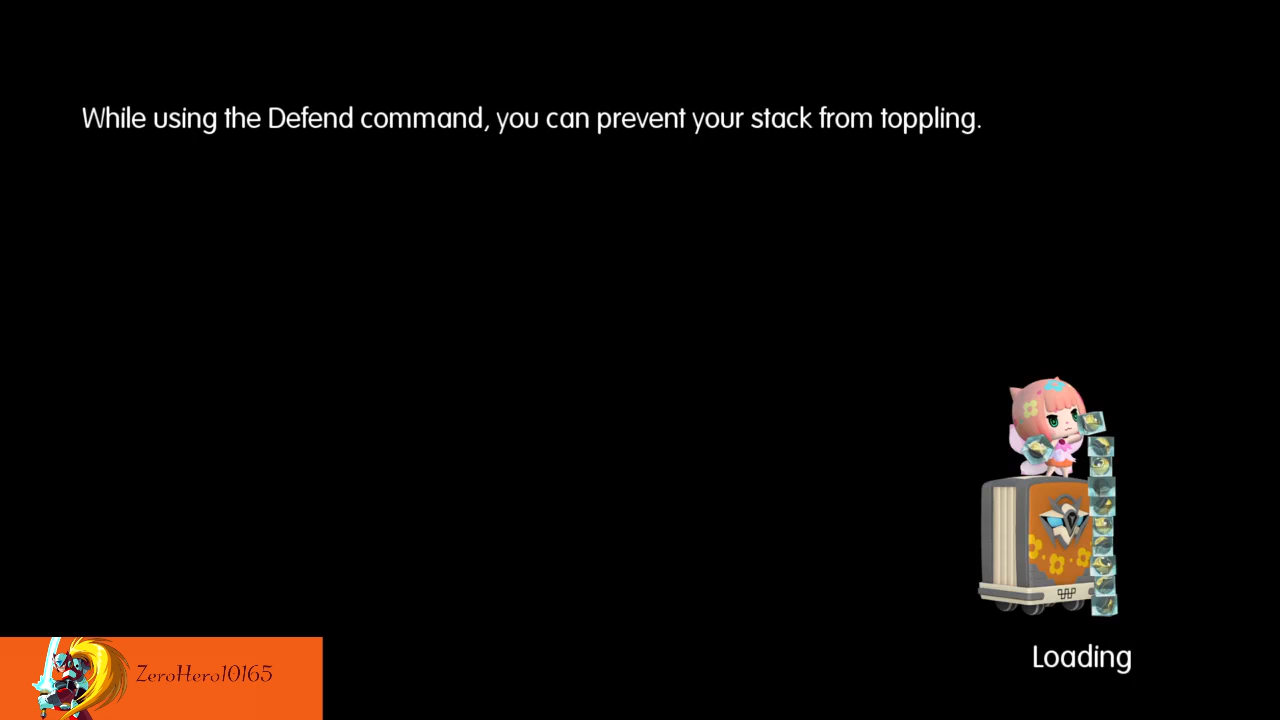 While using the Defend command, you can prevent your stack from toppling.
Loading
ZeroHero10165